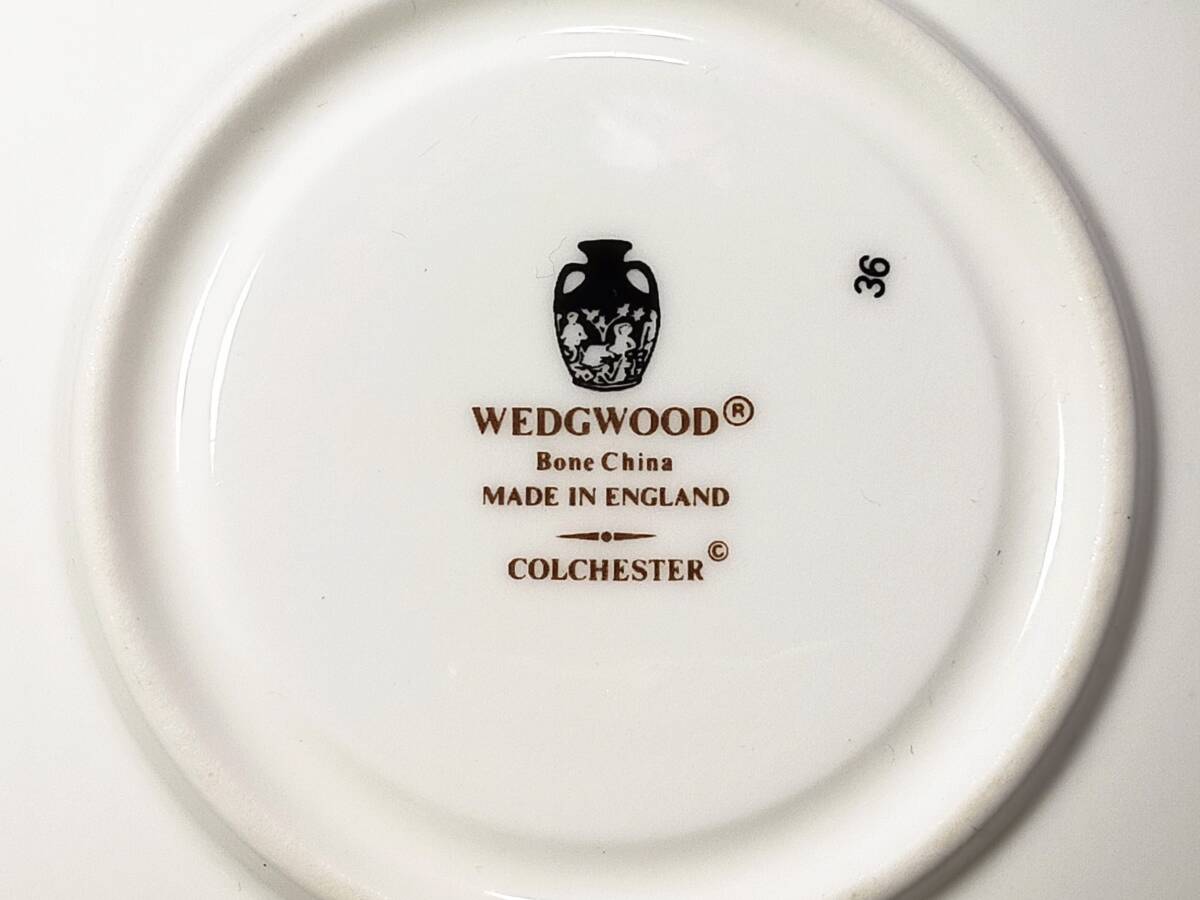 36
WEDGWOOD®
Bone China
MADE IN ENGLAND
COLCHESTER©